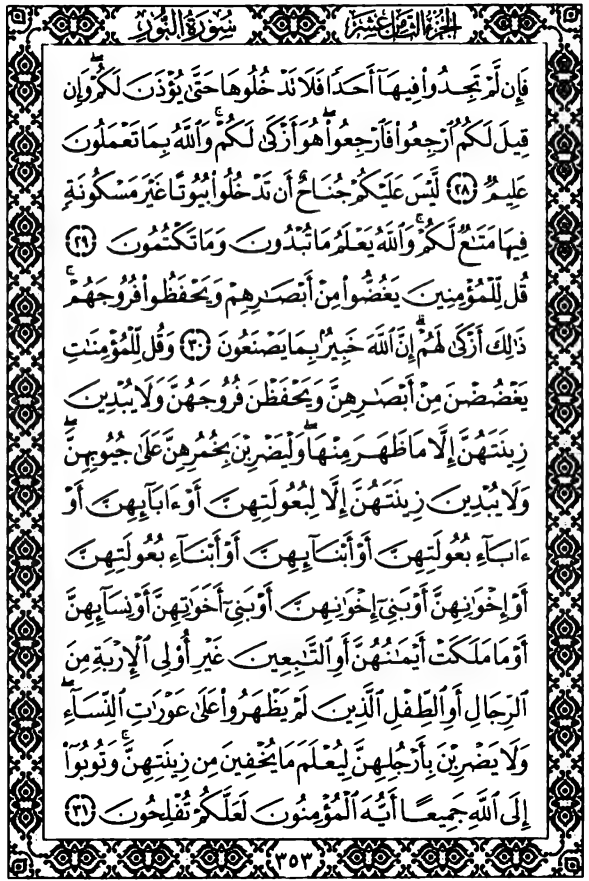 الجزء الثامن عشر
سورة النور
فَإِن لَّمْ تَجِدُوا۟ فِيهَآ أَحَدًا فَلَا تَدْخُلُوهَا حَتَّىٰ يُؤْذَنَ لَكُمْ ۖ وَإِن
قِيلَ لَكُمُ ٱرْجِعُوا۟ فَٱرْجِعُوا۟ ۖ هُوَ أَزْكَىٰ لَكُمْ ۚ وَٱللَّهُ بِمَا تَعْمَلُونَ
عَلِيمٌ ٢٨ لَّيْسَ عَلَيْكُمْ جُنَاحٌ أَن تَدْخُلُوا۟ بُيُوتًا غَيْرَ مَسْكُونَةٍ
فِيهَا مَتَـٰعٌ لَّكُمْ ۚ وَٱللَّهُ يَعْلَمُ مَا تُبْدُونَ وَمَا تَكْتُمُونَ ٢٩
قُل لِّلْمُؤْمِنِينَ يَغُضُّوا۟ مِنْ أَبْصَـٰرِهِمْ وَيَحْفَظُوا۟ فُرُوجَهُمْ ۚ
ذَٰلِكَ أَزْكَىٰ لَهُمْ ۗ إِنَّ ٱللَّهَ خَبِيرٌۢ بِمَا يَصْنَعُونَ ٣٠ وَقُل لِّلْمُؤْمِنَـٰتِ
يَغْضُضْنَ مِنْ أَبْصَـٰرِهِنَّ وَيَحْفَظْنَ فُرُوجَهُنَّ وَلَا يُبْدِينَ
زِينَتَهُنَّ إِلَّا مَا ظَهَرَ مِنْهَا ۖ وَلْيَضْرِبْنَ بِخُمُرِهِنَّ عَلَىٰ جُيُوبِهِنَّ ۖ
وَلَا يُبْدِينَ زِينَتَهُنَّ إِلَّا لِبُعُولَتِهِنَّ أَوْ ءَابَآئِهِنَّ أَوْ
ءَابَآءِ بُعُولَتِهِنَّ أَوْ أَبْنَآئِهِنَّ أَوْ أَبْنَآءِ بُعُولَتِهِنَّ
أَوْ إِخْوَٰنِهِنَّ أَوْ بَنِىٓ إِخْوَٰنِهِنَّ أَوْ بَنِىٓ أَخَوَٰتِهِنَّ أَوْ نِسَآئِهِنَّ
أَوْ مَا مَلَكَتْ أَيْمَـٰنُهُنَّ أَوِ ٱلتَّـٰبِعِينَ غَيْرِ أُو۟لِى ٱلْإِرْبَةِ مِنَ
ٱلرِّجَالِ أَوِ ٱلطِّفْلِ ٱلَّذِينَ لَمْ يَظْهَرُوا۟ عَلَىٰ عَوْرَٰتِ ٱلنِّسَآءِ ۖ
وَلَا يَضْرِبْنَ بِأَرْجُلِهِنَّ لِيُعْلَمَ مَا يُخْفِينَ مِن زِينَتِهِنَّ ۚ وَتُوبُوٓا۟
إِلَى ٱللَّهِ جَمِيعًا أَيُّهَ ٱلْمُؤْمِنُونَ لَعَلَّكُمْ تُفْلِحُونَ ٣١
٣٥٣